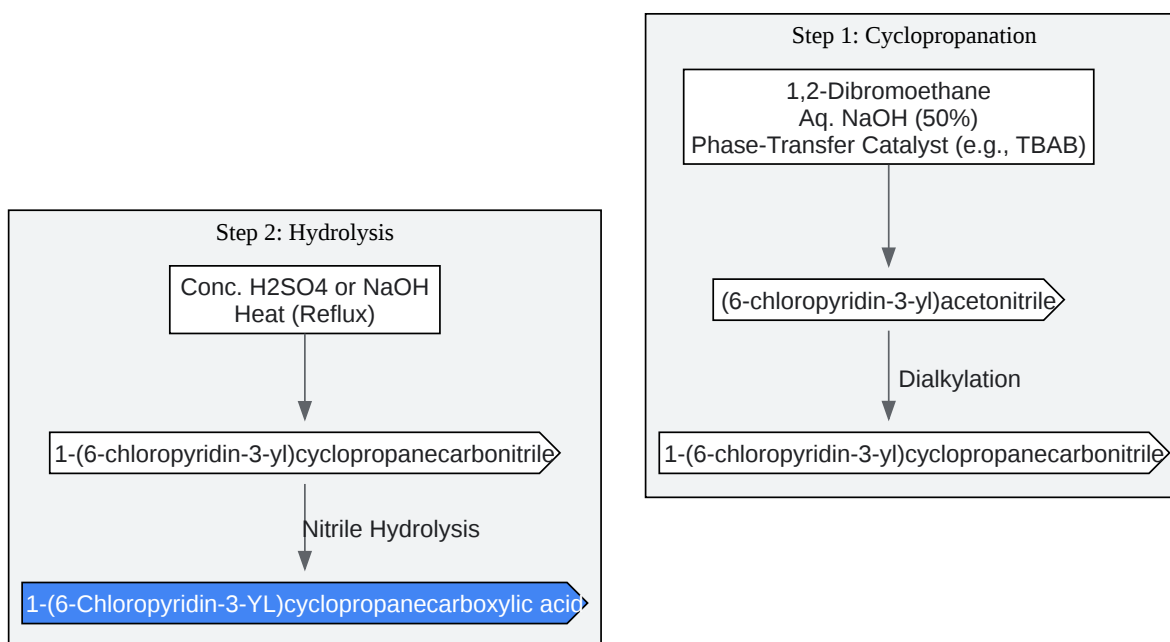 Step 1: Cyclopropanation
1,2-Dibromoethane
Aq. NaOH (50%)
Phase-Transfer Catalyst (e.g., TBAB)
(6-chloropyridin-3-yl)acetonitrile
Dialkylation
1-(6-chloropyridin-3-yl)cyclopropanecarbonitrile
Step 2: Hydrolysis
Conc. H2SO4 or NaOH
Heat (Reflux)
1-(6-chloropyridin-3-yl)cyclopropanecarbonitrile
Nitrile Hydrolysis
1-(6-Chloropyridin-3-YL)cyclopropanecarboxylic acid